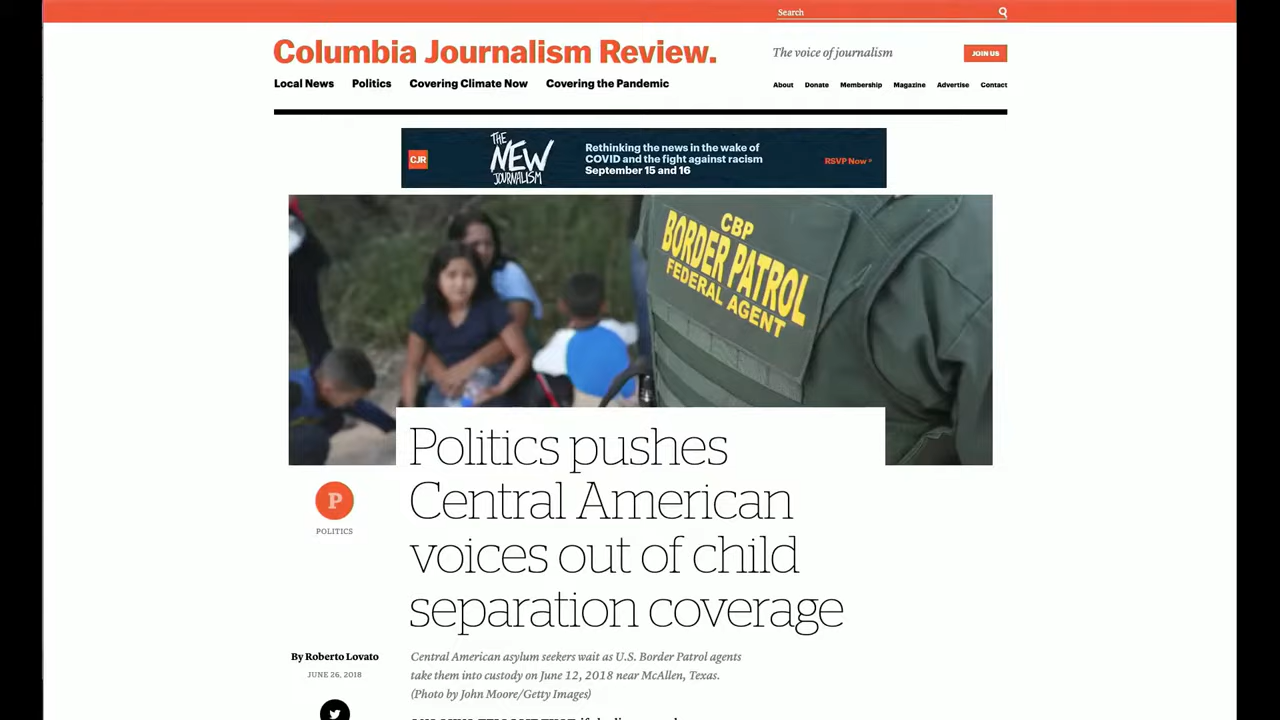 Search
Columbia Journalism Review.
The voice of journalism
JOIN US
Local News Politics Covering Climate Now Covering the Pandemic
About Donate Membership Magazine Advertise Contact
CJR
THE NEW JOURNALISM
Rethinking the news in the wake of
COVID and the fight against racism
September 15 and 16
RSVP Now »
CBP
BORDER PATROL
FEDERAL AGENT
Politics pushes
Central American
voices out of child
separation coverage
P
POLITICS
By Roberto Lovato
JUNE 26, 2018
Central American asylum seekers wait as U.S. Border Patrol agents
take them into custody on June 12, 2018 near McAllen, Texas.
(Photo by John Moore/Getty Images)